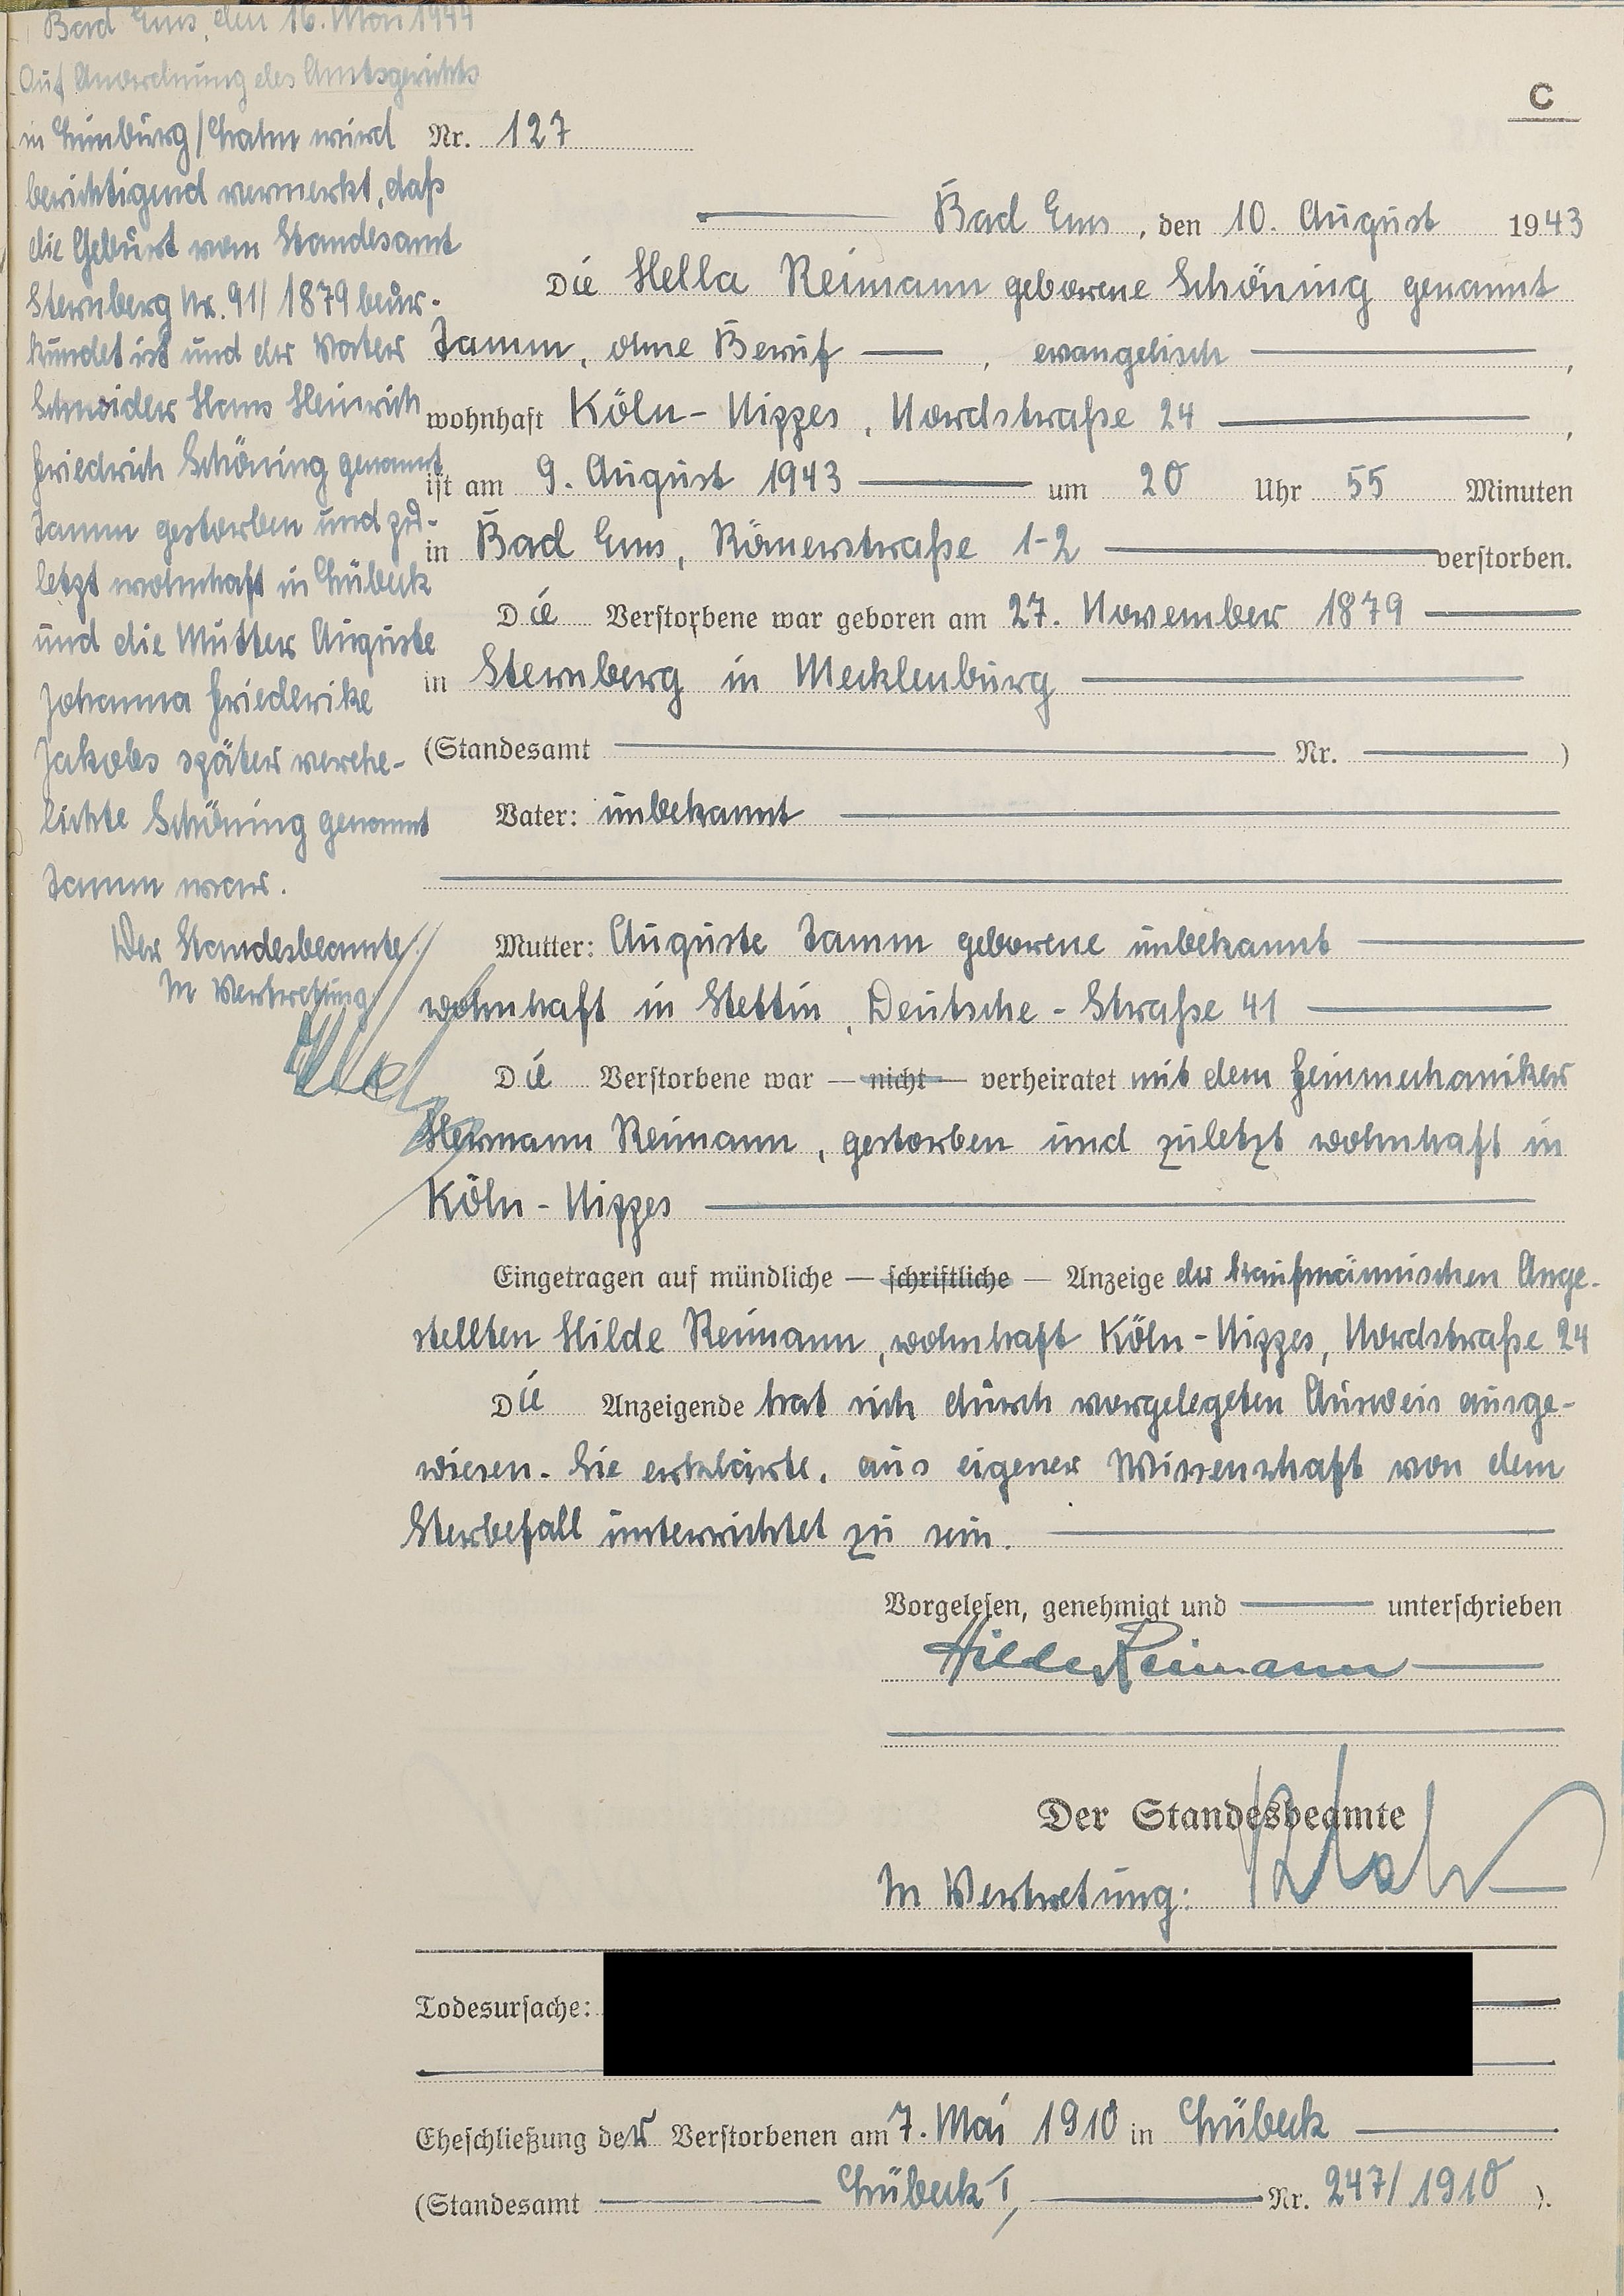 Bad Ems, den 16. Mai 1944
Auf Anordnung des Amtsgerichts
in Limburg/Lahn wird
berichtigend vermerkt, daß
die Geburt vom Standesamt
Sternberg Nr. 91/1879 beur-
kundet ist und der Vater
Schneider Hans Heinrich
Friedrich Schöning genannt
Tamm gestorben und zu-
letzt wohnhaft in Lübeck
und die Mutter Auguste
Johanna Friederike
Jakobs später verehe-
lichte Schöning genannt
Tamm war.
Der Standesbeamte
In Vertretung
C
Nr. 127
Bad Ems, den 10. August 1943
Die Hella Reimann geborene Schöning genannt
Tamm, ohne Beruf —, evangelisch —,
wohnhaft Köln-Nippes, Nordstraße 24 —,
ist am 9. August 1943 — um 20 Uhr 55 Minuten
in Bad Ems, Römerstraße 1-2 — verstorben.
Die Verstorbene war geboren am 27. November 1879 —
in Sternberg in Mecklenburg —
(Standesamt — Nr. — )
Vater: unbekannt —
Mutter: Auguste Tamm geborene unbekannt —
wohnhaft in Stettin, Deutsche-Straße 41 —
Die Verstorbene war — nicht — verheiratet mit dem Feinmechaniker
Hermann Reimann, gestorben und zuletzt wohnhaft in
Köln-Nippes —
Eingetragen auf mündliche — schriftliche — Anzeige der kaufmännischen Ange-
stellten Hilde Reimann, wohnhaft Köln-Nippes, Nordstraße 24
Die Anzeigende hat sich durch vorgelegten Ausweis ausge-
wiesen. Sie erklärte, aus eigener Wissenschaft von dem
Sterbefall unterrichtet zu sein. —
Vorgelesen, genehmigt und — unterschrieben
Hilde Reimann —
Der Standesbeamte
In Vertretung:
Todesursache:
Eheschließung der Verstorbenen am 7. Mai 1910 in Lübeck —
(Standesamt — Lübeck I, — Nr. 247/1910 ).